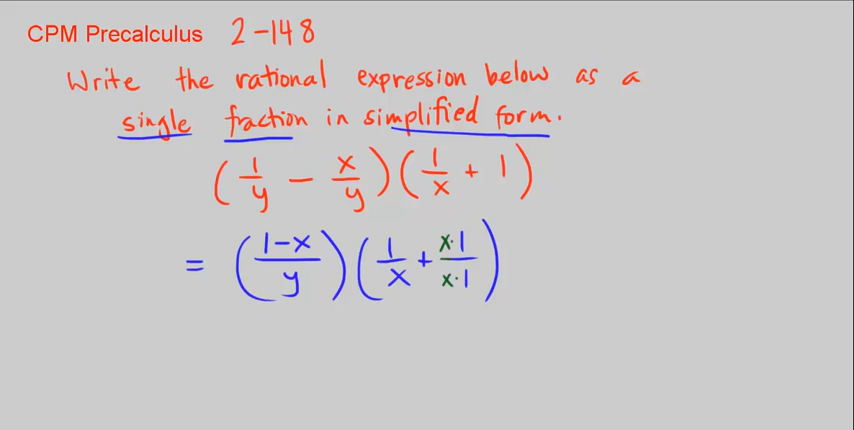 CPM Precalculus 2-148
Write the rational expression below as a
single fraction in simplified form.
(1/y - x/y)(1/x + 1)
= ((1-x)/y)(1/x + (x·1)/(x·1))